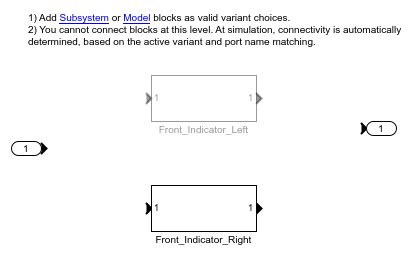 1) Add Subsystem or Model blocks as valid variant choices.
2) You cannot connect blocks at this level. At simulation, connectivity is automatically
determined, based on the active variant and port name matching.
1 1
Front_Indicator_Left
1
1
1 1
Front_Indicator_Right